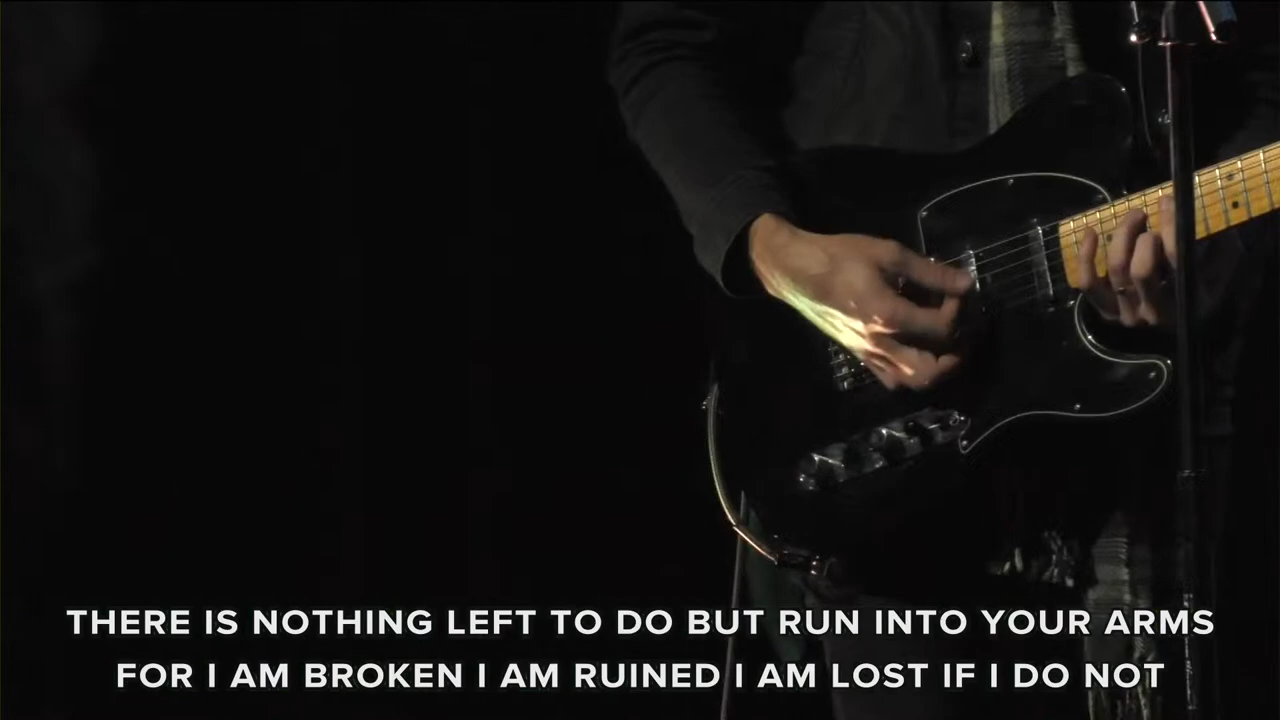 THERE IS NOTHING LEFT TO DO BUT RUN INTO YOUR ARMS
FOR I AM BROKEN I AM RUINED I AM LOST IF I DO NOT